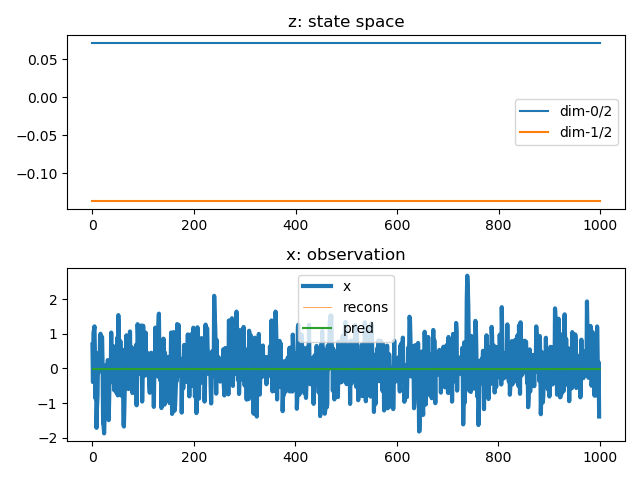 z: state space
0.05
0.00
−0.05
−0.10
dim-0/2
dim-1/2
0 200 400 600 800 1000
x: observation
2
1
0
−1
−2
x
recons
pred
0 200 400 600 800 1000